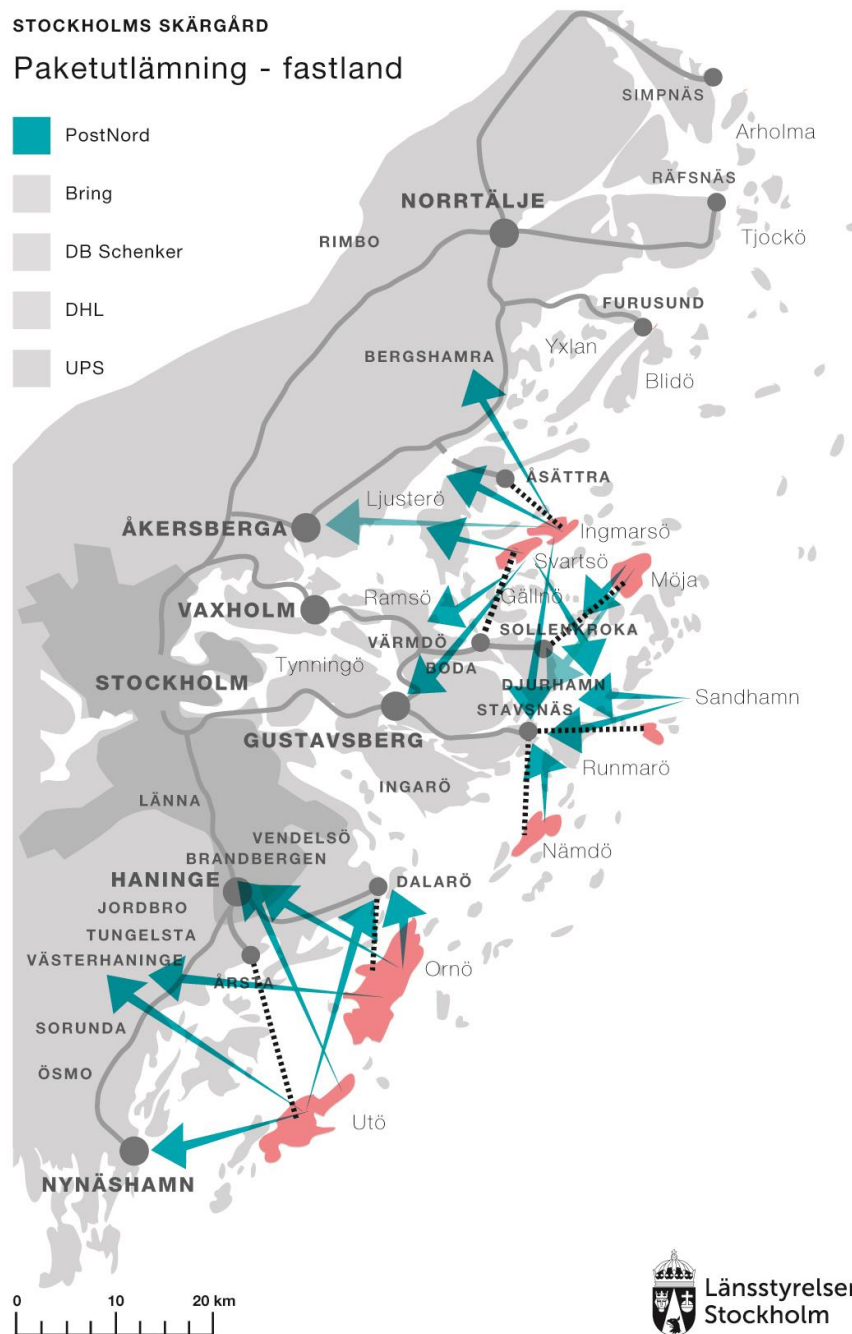 STOCKHOLMS SKÄRGÅRD
Paketutlämning - fastland
PostNord
Bring
DB Schenker
DHL
UPS
SIMPNÄS
Arholma
RÄFSNÄS
NORRTÄLJE
RIMBO
Tjockö
FURUSUND
Yxlan
BERGSHAMRA
Blidö
ÅSÄTTRA
Ljusterö
ÅKERSBERGA
Ingmarsö
Svartsö
Möja
Gällnö
Ramsö
VAXHOLM
SOLLENKROKA
VÄRMDÖ
BODA
Tynningö
STOCKHOLM
DJURHAMN
Sandhamn
STAVSNÄS
GUSTAVSBERG
Runmarö
INGARÖ
LÄNNA
VENDELSÖ
Nämdö
BRANDBERGEN
HANINGE
DALARÖ
JORDBRO
TUNGELSTA
VÄSTERHANINGE
Ornö
ÅRSTA
SORUNDA
ÖSMO
Utö
NYNÄSHAMN
0 10 20 km
Länsstyrelsen
Stockholm